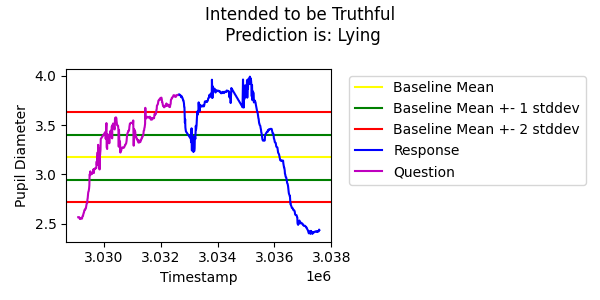 Intended to be Truthful
Prediction is: Lying
4.0
3.5
3.0
2.5
Pupil Diameter
3.030 3.032 3.034 3.036 3.038
1e6
Timestamp
Baseline Mean
Baseline Mean +- 1 stddev
Baseline Mean +- 2 stddev
Response
Question